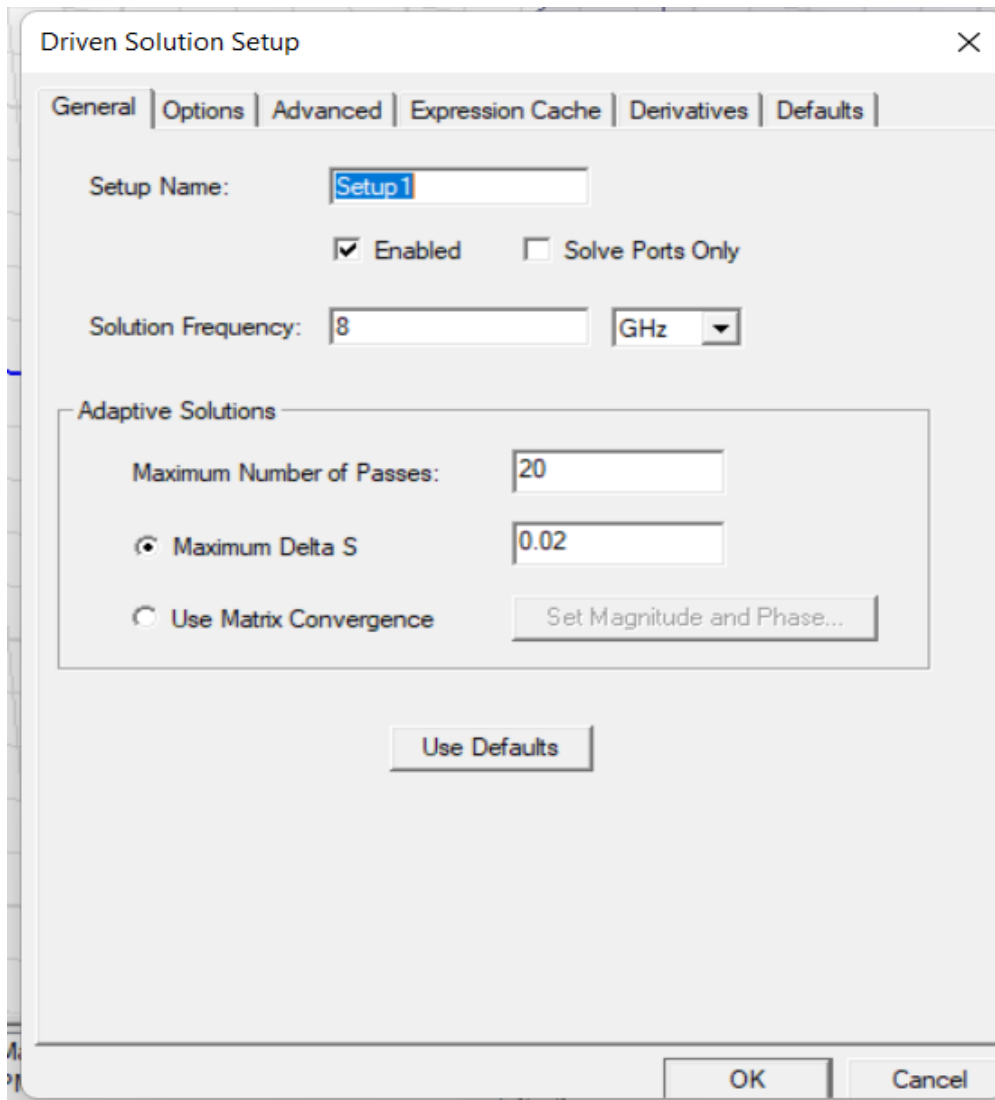 Driven Solution Setup
General Options Advanced Expression Cache Derivatives Defaults
Setup Name: Setup1
Enabled Solve Ports Only
Solution Frequency: 8 GHz
Adaptive Solutions
Maximum Number of Passes: 20
Maximum Delta S 0.02
Use Matrix Convergence Set Magnitude and Phase...
Use Defaults
OK Cancel